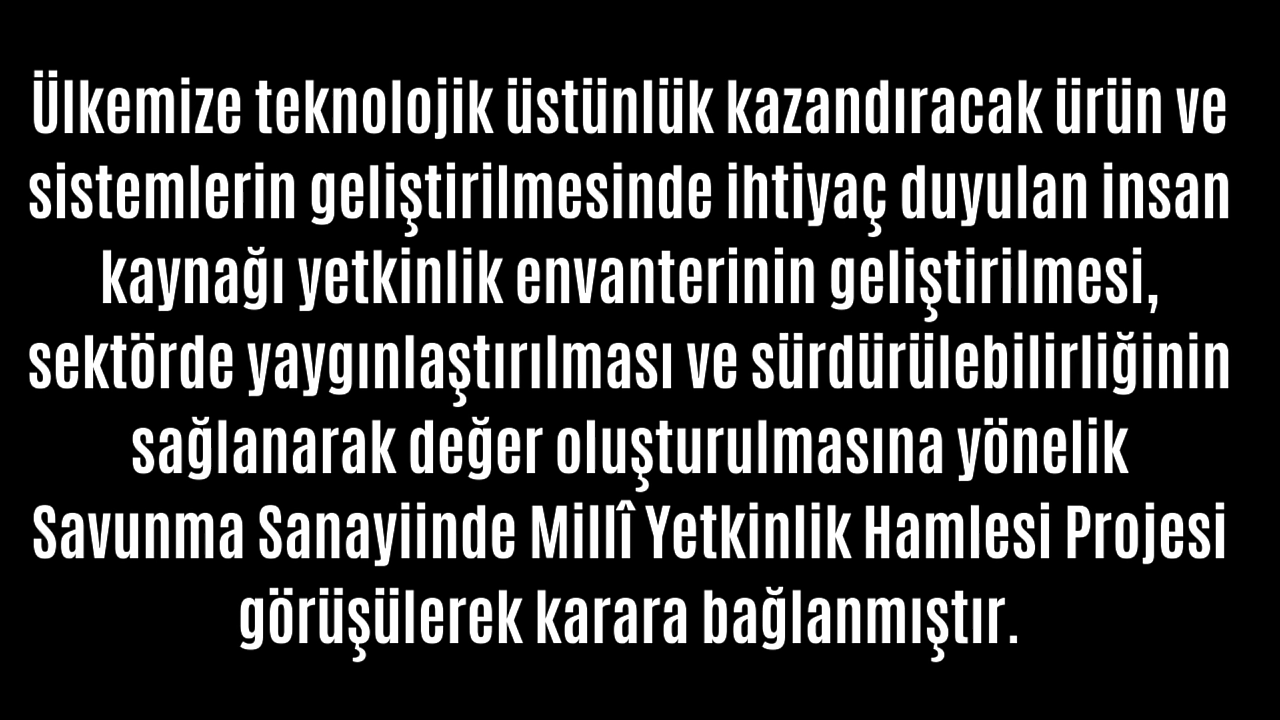 Ülkemize teknolojik üstünlük kazandıracak ürün ve
sistemlerin geliştirilmesinde ihtiyaç duyulan insan
kaynağı yetkinlik envanterinin geliştirilmesi,
sektörde yaygınlaştırılması ve sürdürülebilirliğinin
sağlanarak değer oluşturulmasına yönelik
Savunma Sanayiinde Millî Yetkinlik Hamlesi Projesi
görüşülerek karara bağlanmıştır.